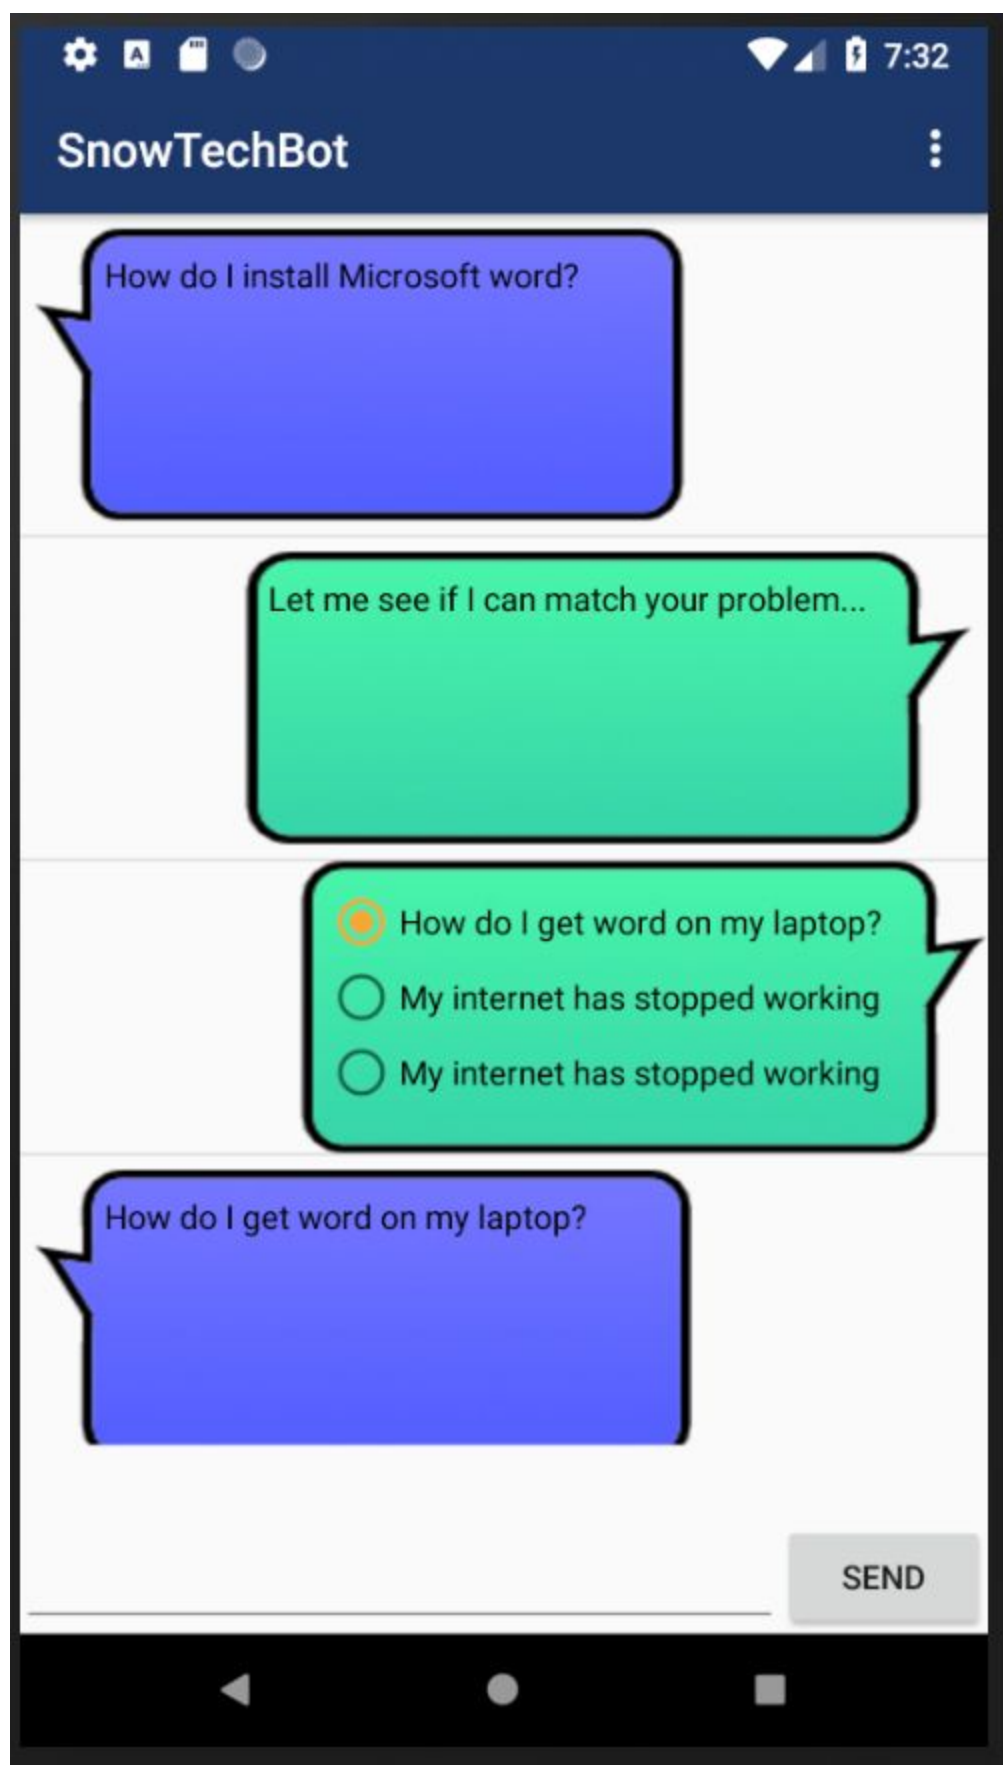 7:32
SnowTechBot
How do I install Microsoft word?
Let me see if I can match your problem...
How do I get word on my laptop?
My internet has stopped working
My internet has stopped working
How do I get word on my laptop?
SEND